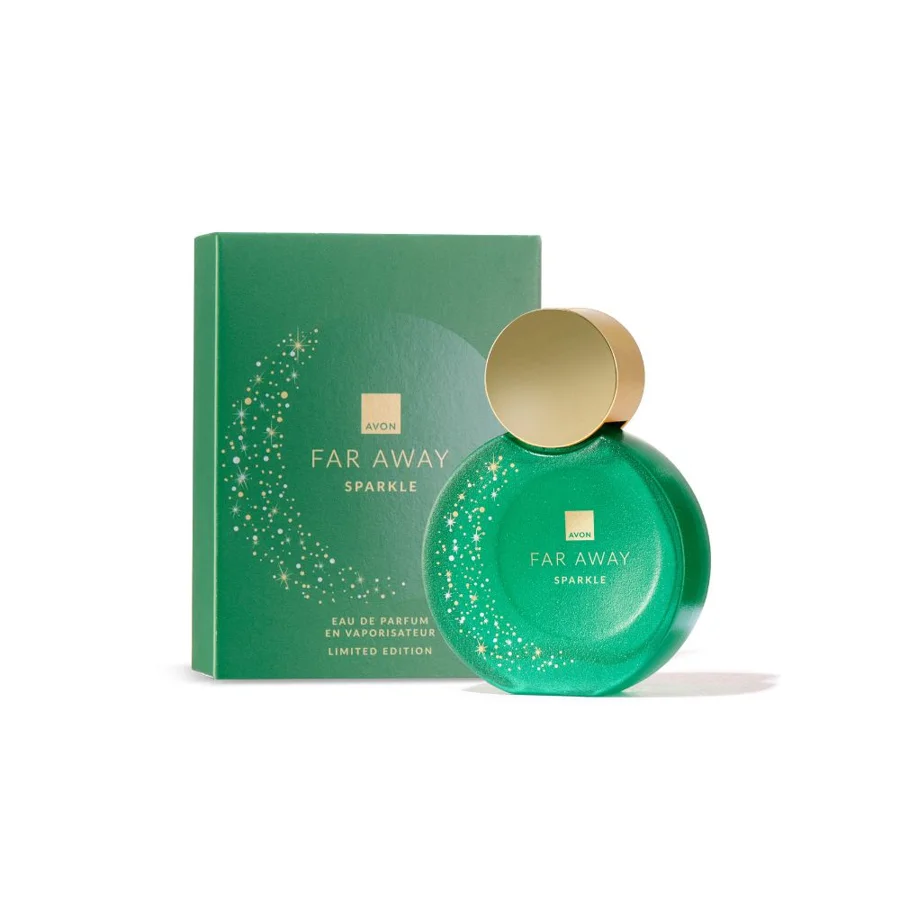 AVON
FAR AWAY
SPARKLE
EAU DE PARFUM
EN VAPORISATEUR
LIMITED EDITION
AVON
FAR AWAY
SPARKLE